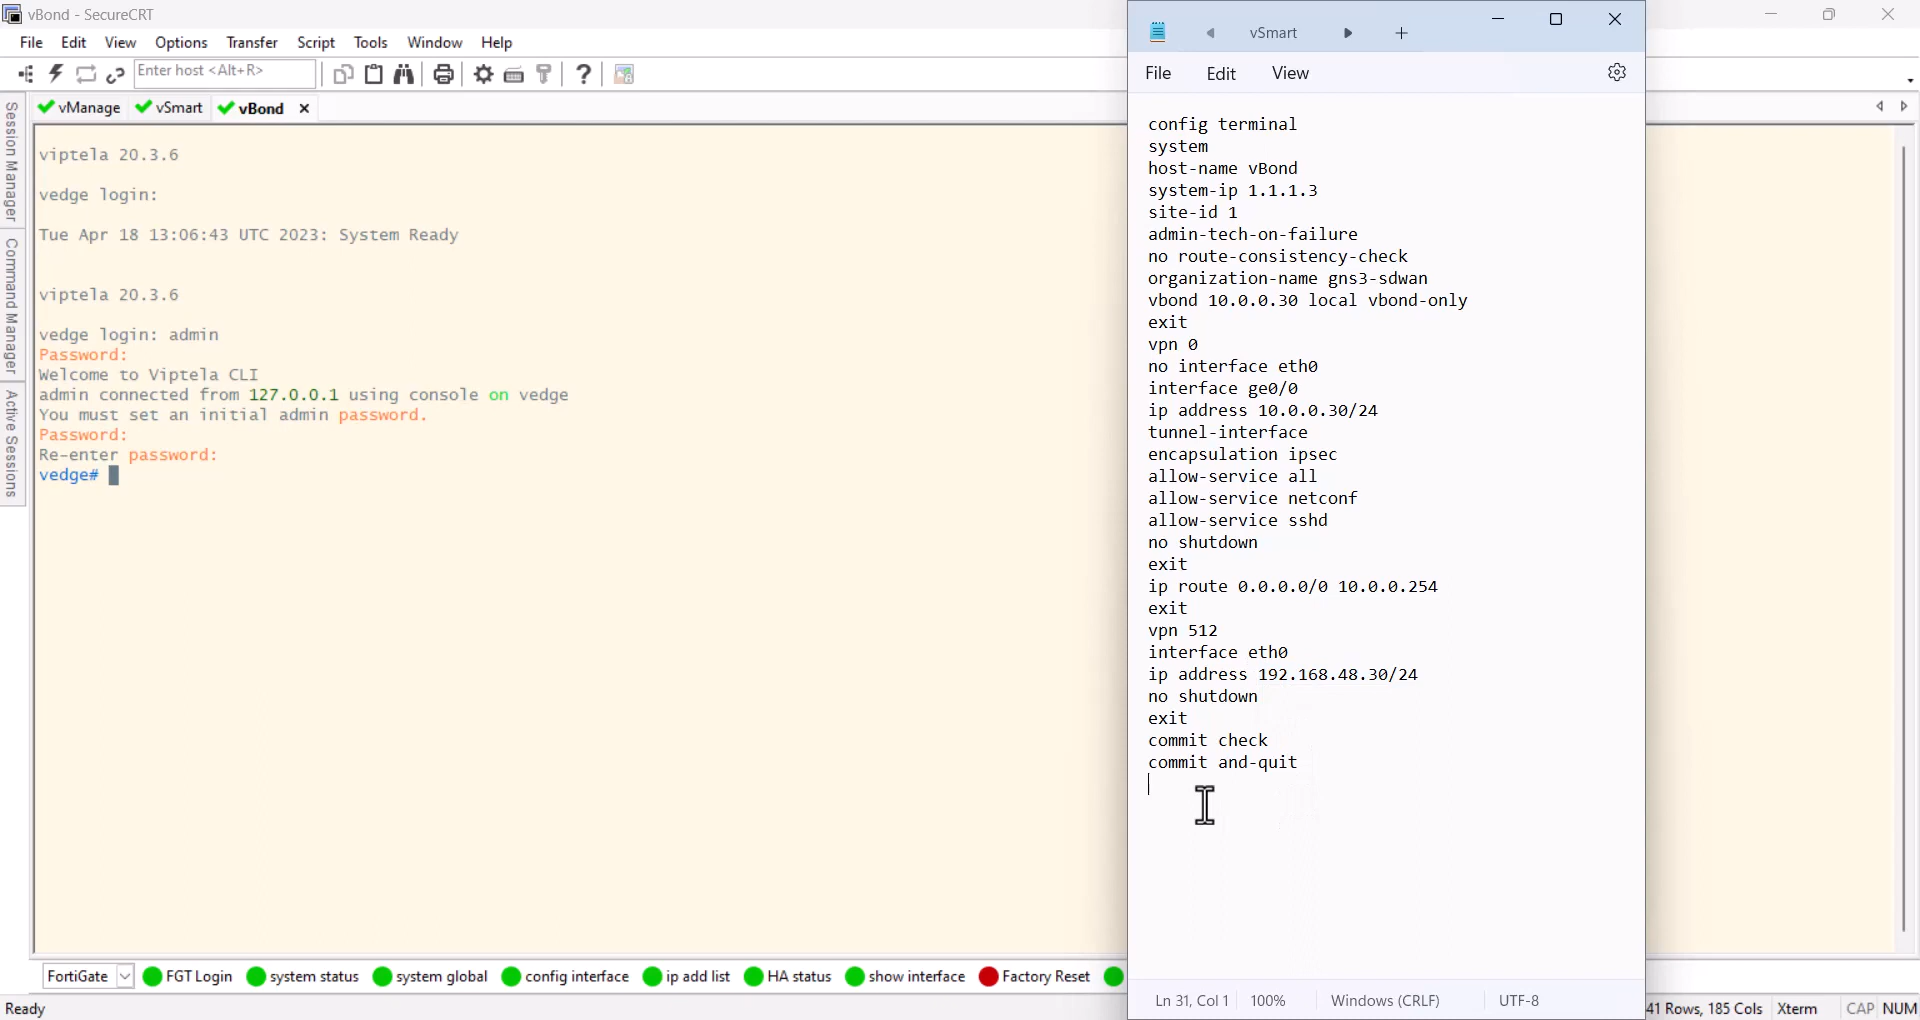 vBond - SecureCRT
File Edit View Options Transfer Script Tools Window Help
Enter host <Alt+R>
vManage vSmart vBond
Session Manager
Command Manager
Active Sessions
viptela 20.3.6
vedge login:
Tue Apr 18 13:06:43 UTC 2023: System Ready
viptela 20.3.6
vedge login: admin
Password:
Welcome to Viptela CLI
admin connected from 127.0.0.1 using console on vedge
You must set an initial admin password.
Password:
Re-enter password:
vedge#
FortiGate FGT Login system status system global config interface ip add list HA status show interface Factory Reset
Ready
41 Rows, 185 Cols Xterm CAP NUM
vSmart
File Edit View
config terminal
system
host-name vBond
system-ip 1.1.1.3
site-id 1
admin-tech-on-failure
no route-consistency-check
organization-name gns3-sdwan
vbond 10.0.0.30 local vbond-only
exit
vpn 0
no interface eth0
interface ge0/0
ip address 10.0.0.30/24
tunnel-interface
encapsulation ipsec
allow-service all
allow-service netconf
allow-service sshd
no shutdown
exit
ip route 0.0.0.0/0 10.0.0.254
exit
vpn 512
interface eth0
ip address 192.168.48.30/24
no shutdown
exit
commit check
commit and-quit
Ln 31, Col 1 100% Windows (CRLF) UTF-8